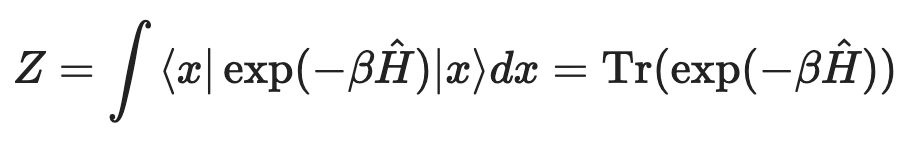 Z = ∫ ⟨x| exp(−βĤ)|x⟩dx = Tr(exp(−βĤ))